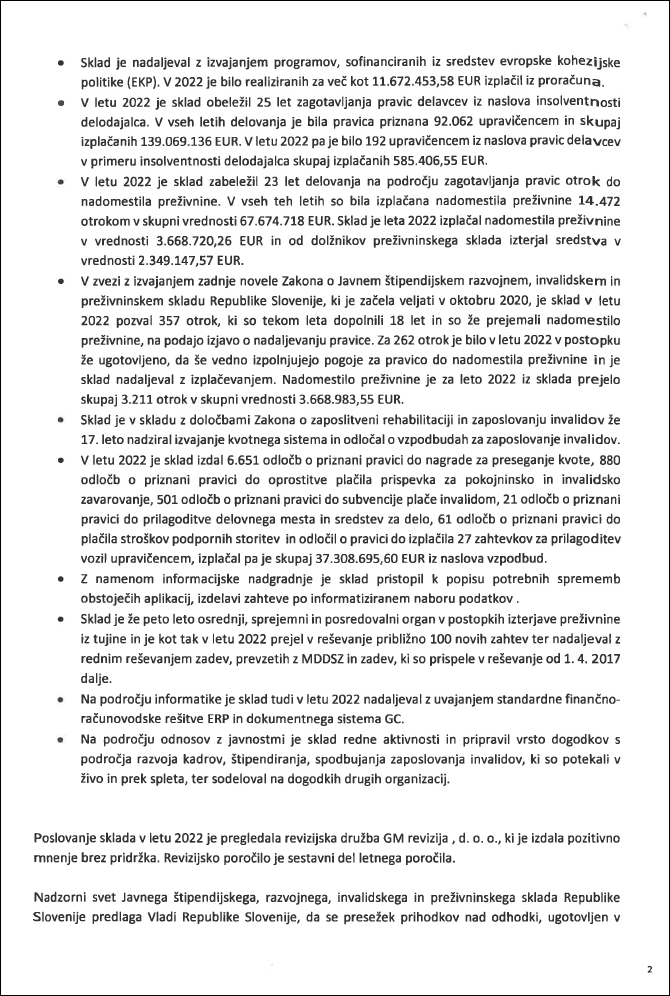 • Sklad je nadaljeval z izvajanjem programov, sofinanciranih iz sredstev evropske kohezijske
politike (EKP). V 2022 je bilo realiziranih za več kot 11.672.453,58 EUR izplačil iz proračuna.
• V letu 2022 je sklad obeležil 25 let zagotavljanja pravic delavcev iz naslova insolventnosti
delodajalca. V vseh letih delovanja je bila pravica priznana 92.062 upravičencem in skupaj
izplačanih 139.069.136 EUR. V letu 2022 pa je bilo 192 upravičencem iz naslova pravic delavcev
v primeru insolventnosti delodajalca skupaj izplačanih 585.406,55 EUR.
• V letu 2022 je sklad zabeležil 23 let delovanja na področju zagotavljanja pravic otrok do
nadomestila preživnine. V vseh teh letih so bila izplačana nadomestila preživnine 14.472
otrokom v skupni vrednosti 67.674.718 EUR. Sklad je leta 2022 izplačal nadomestila preživnine
v vrednosti 3.668.720,26 EUR in od dolžnikov preživninskega sklada izterjal sredstva v
vrednosti 2.349.147,57 EUR.
• V zvezi z izvajanjem zadnje novele Zakona o Javnem štipendijskem razvojnem, invalidskem in
preživninskem skladu Republike Slovenije, ki je začela veljati v oktobru 2020, je sklad v letu
2022 pozval 357 otrok, ki so tekom leta dopolnili 18 let in so že prejemali nadomestilo
preživnine, na podajo izjavo o nadaljevanju pravice. Za 262 otrok je bilo v letu 2022 v postopku
že ugotovljeno, da še vedno izpolnjujejo pogoje za pravico do nadomestila preživnine in je
sklad nadaljeval z izplačevanjem. Nadomestilo preživnine je za leto 2022 iz sklada prejelo
skupaj 3.211 otrok v skupni vrednosti 3.668.983,55 EUR.
• Sklad je v skladu z določbami Zakona o zaposlitveni rehabilitaciji in zaposlovanju invalidov že
17. leto nadziral izvajanje kvotnega sistema in odločal o vzpodbudah za zaposlovanje invalidov.
• V letu 2022 je sklad izdal 6.651 odločb o priznani pravici do nagrade za preseganje kvote, 880
odločb o priznani pravici do oprostitve plačila prispevka za pokojninsko in invalidsko
zavarovanje, 501 odločb o priznani pravici do subvencije plače invalidom, 21 odločb o priznani
pravici do prilagoditve delovnega mesta in sredstev za delo, 61 odločb o priznani pravici do
plačila stroškov podpornih storitev in odločil o pravici do izplačila 27 zahtevkov za prilagoditev
vozil upravičencem, izplačal pa je skupaj 37.308.695,60 EUR iz naslova vzpodbud.
• Z namenom informacijske nadgradnje je sklad pristopil k popisu potrebnih sprememb
obstoječih aplikacij, izdelavi zahteve po informatiziranem naboru podatkov .
• Sklad je že peto leto osrednji, sprejemni in posredovalni organ v postopkih izterjave preživnine
iz tujine in je kot tak v letu 2022 prejel v reševanje približno 100 novih zahtev ter nadaljeval z
rednim reševanjem zadev, prevzetih z MDDSZ in zadev, ki so prispele v reševanje od 1. 4. 2017
dalje.
• Na področju informatike je sklad tudi v letu 2022 nadaljeval z uvajanjem standardne finančno-
računovodske rešitve ERP in dokumentnega sistema GC.
• Na področju odnosov z javnostmi je sklad redne aktivnosti in pripravil vrsto dogodkov s
področja razvoja kadrov, štipendiranja, spodbujanja zaposlovanja invalidov, ki so potekali v
živo in prek spleta, ter sodeloval na dogodkih drugih organizacij.
Poslovanje sklada v letu 2022 je pregledala revizijska družba GM revizija , d. o. o., ki je izdala pozitivno
mnenje brez pridržka. Revizijsko poročilo je sestavni del letnega poročila.
Nadzorni svet Javnega štipendijskega, razvojnega, invalidskega in preživninskega sklada Republike
Slovenije predlaga Vladi Republike Slovenije, da se presežek prihodkov nad odhodki, ugotovljen v
2